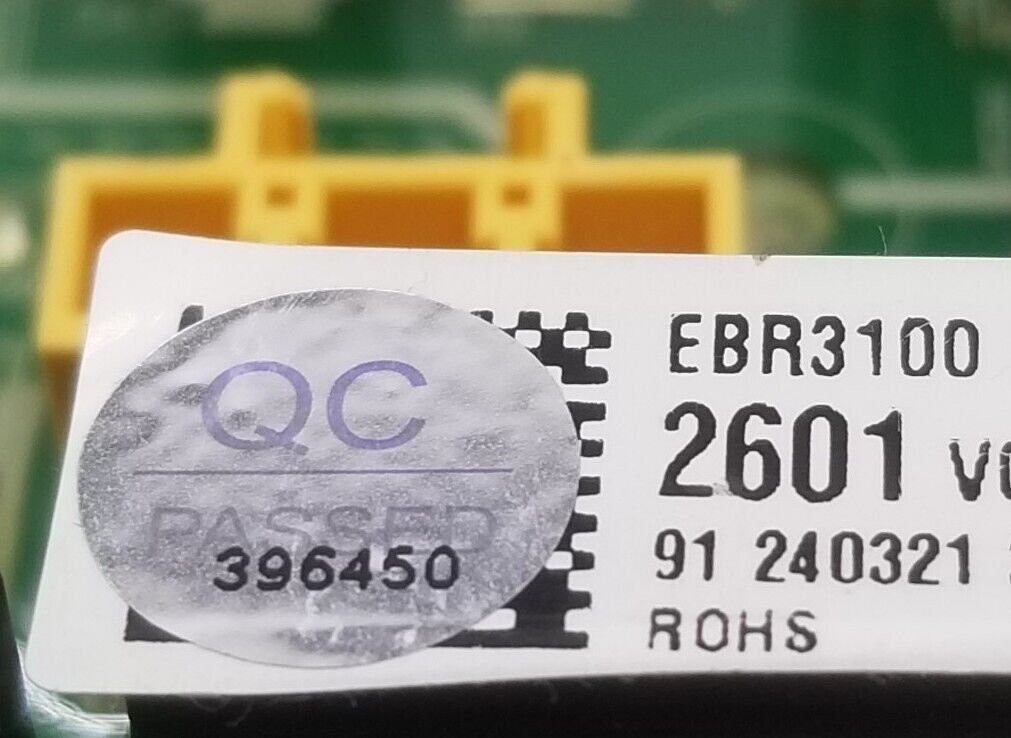 QC
PASSED
396450
EBR3100
2601
91 240321
ROHS